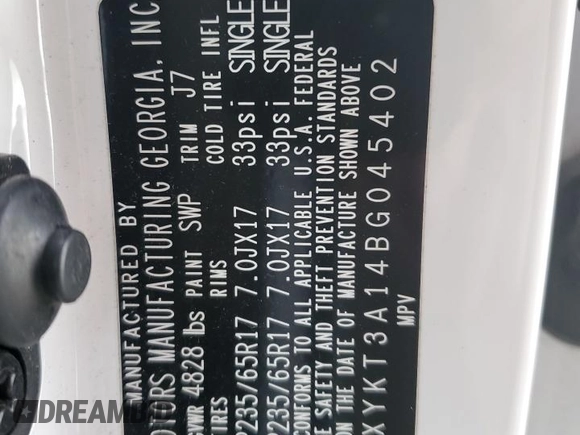 MANUFACTURED BY
OTORS MANUFACTURING GEORGIA, INC
GVWR 4828 lbs PAINT SWP TRIM J7
TIRES RIMS COLD TIRE INFL
P235/65R17 7.0JX17 33psi SINGLE
P235/65R17 7.0JX17 33psi SINGLE
CONFORMS TO ALL APPLICABLE U.S.A. FEDERAL
E SAFETY AND THEFT PREVENTION STANDARDS
ON THE DATE OF MANUFACTURE SHOWN ABOVE
XYKT3A14BG045402
MPV
DREAMBID